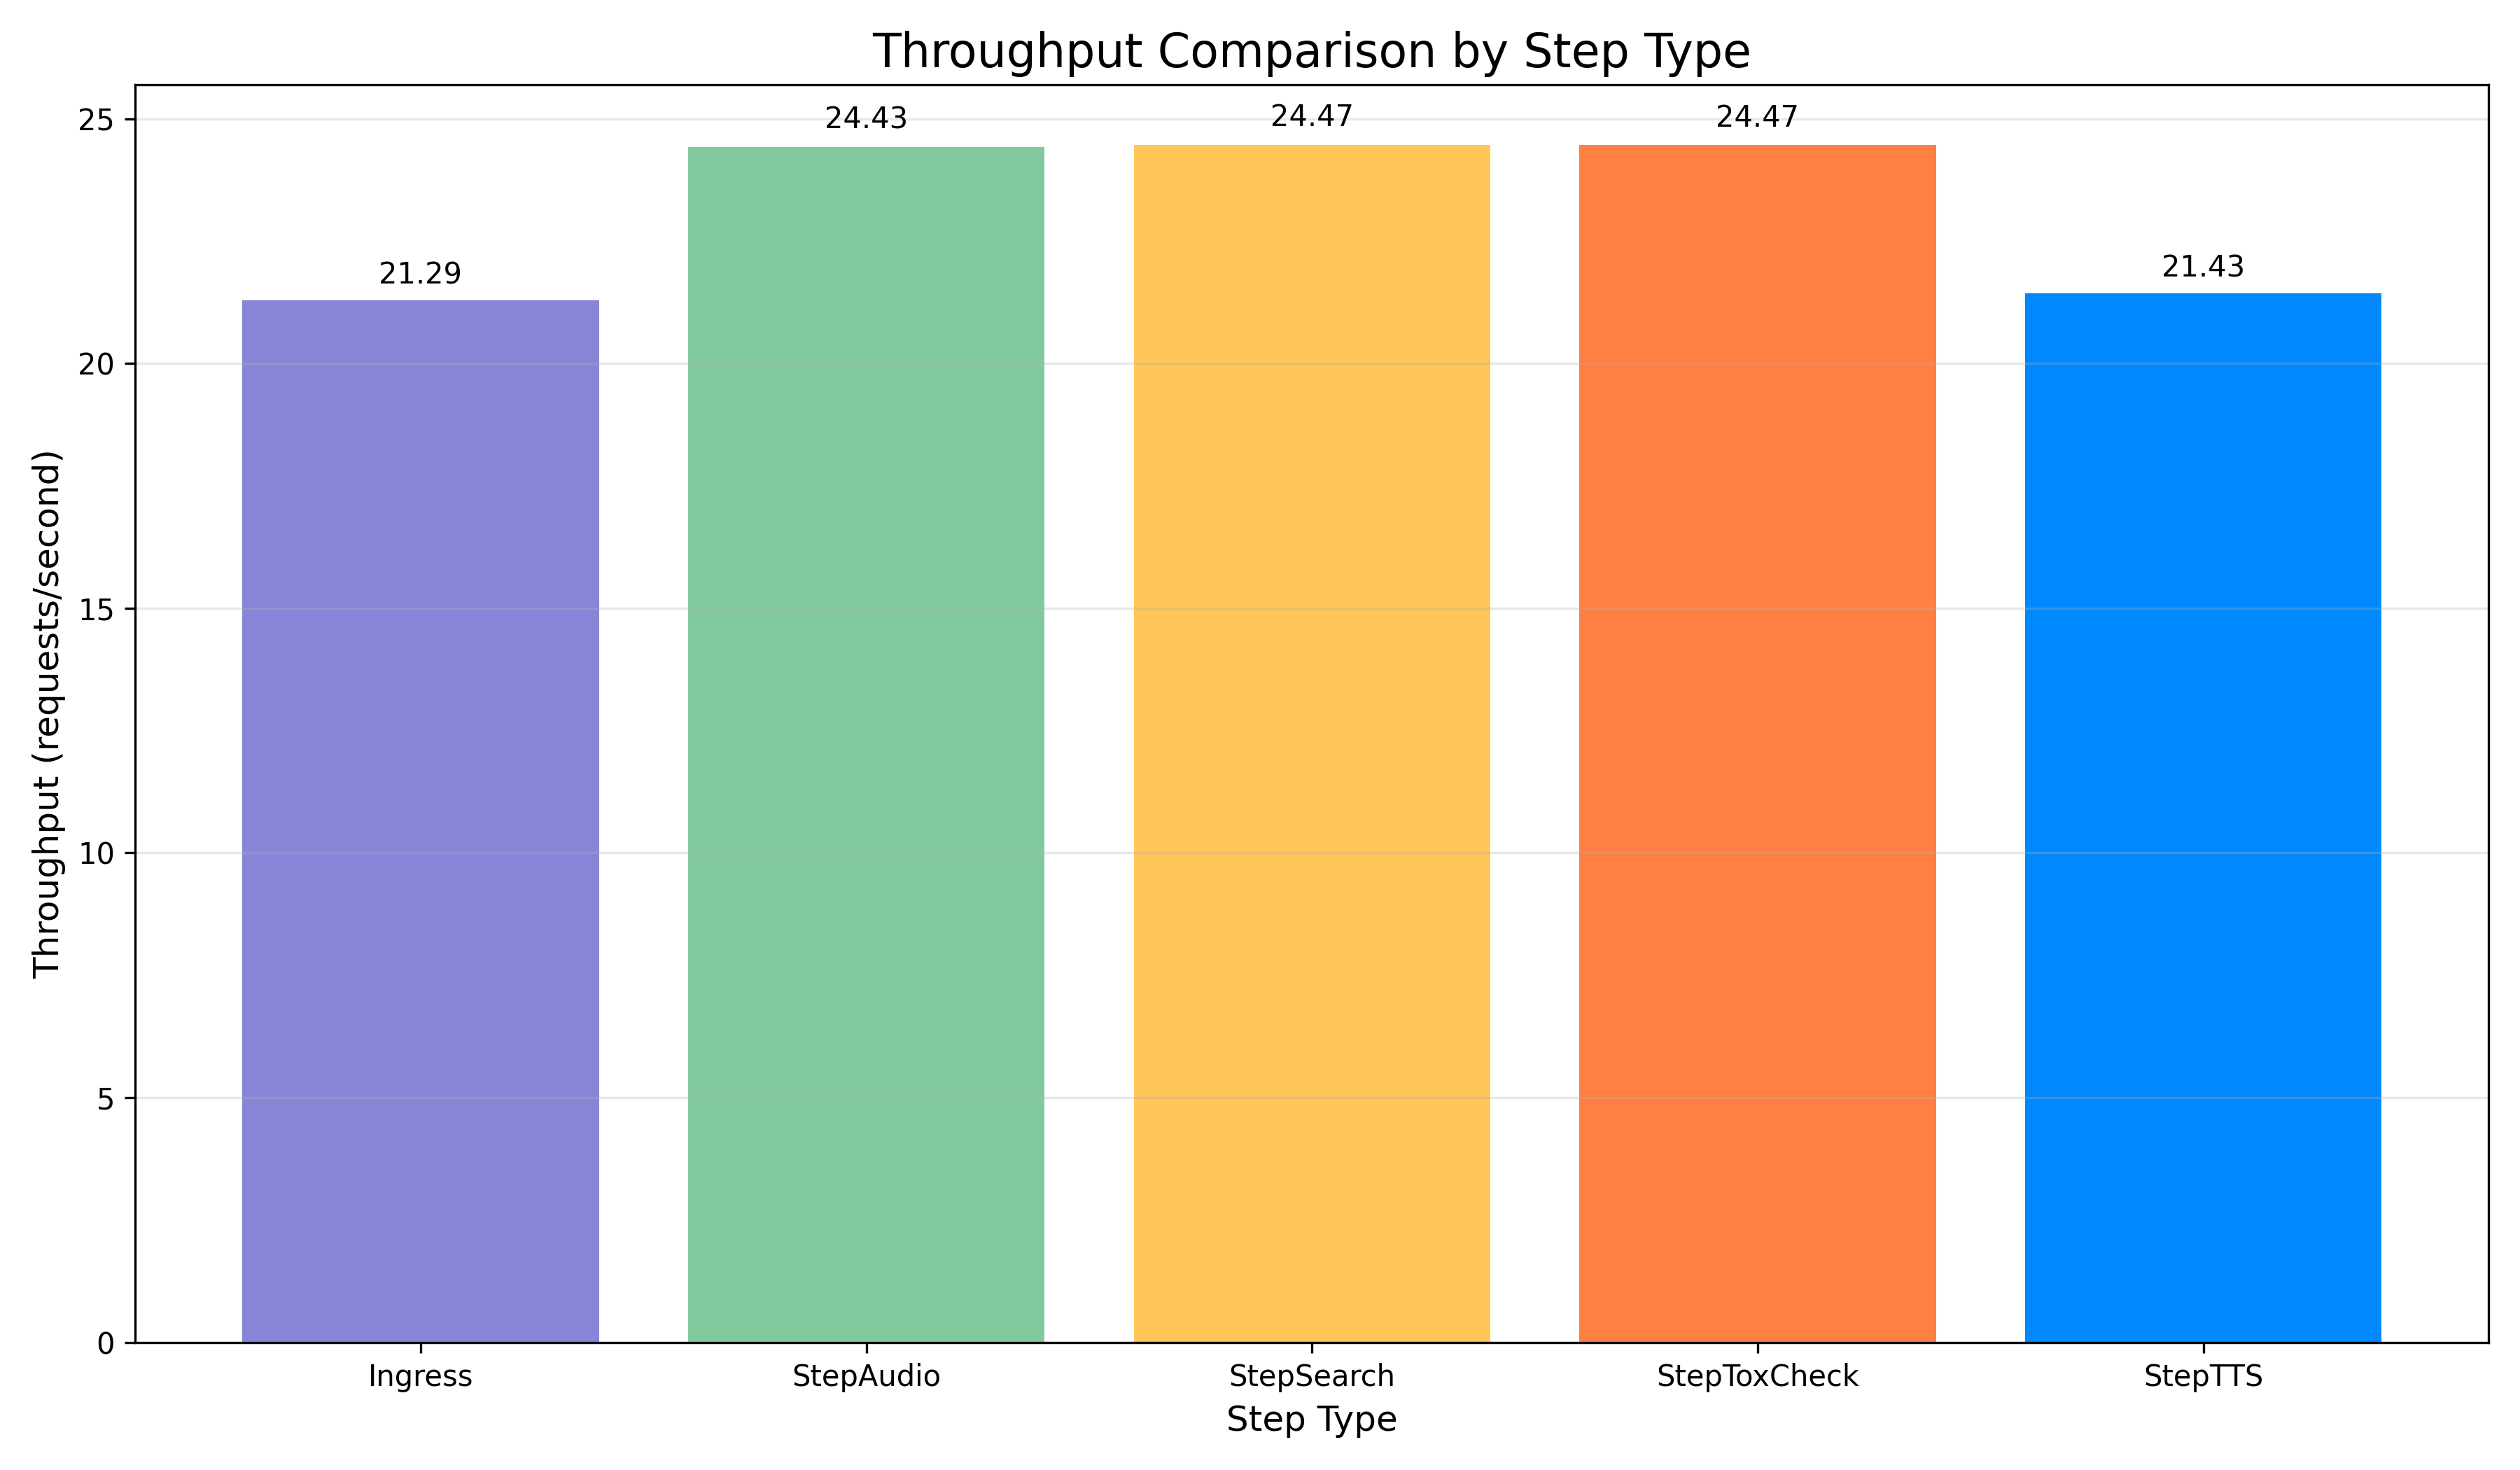 Throughput Comparison by Step Type
Throughput (requests/second)
25
20
15
10
5
0
21.29
24.43
24.47
24.47
21.43
Ingress
StepAudio
StepSearch
StepToxCheck
StepTTS
Step Type